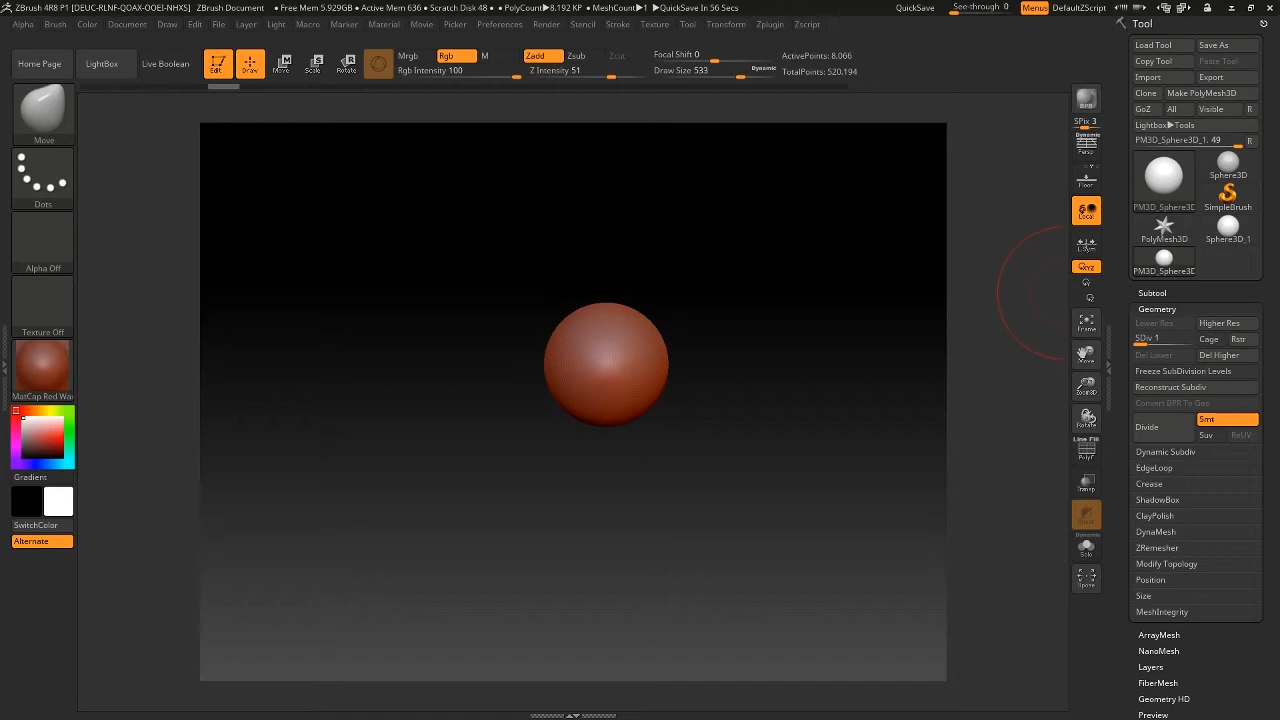 ZBrush 4R8 P1 [DEUC-RLNF-QOAX-OOEI-NHXS] ZBrush Document • Free Mem 5.929GB • Active Mem 636 • Scratch Disk 48 • PolyCount▶8.192 KP • MeshCount▶1 ▶QuickSave In 56 Secs QuickSave See-through 0 Menus DefaultZScript
Alpha Brush Color Document Draw Edit File Layer Light Macro Marker Material Movie Picker Preferences Render Stencil Stroke Texture Tool Transform Zplugin Zscript
Tool
Load Tool Save As
Copy Tool Paste Tool
Import Export
Clone Make PolyMesh3D
GoZ All Visible R
Lightbox▶Tools
PM3D_Sphere3D_1. 49 R
PM3D_Sphere3D
Sphere3D
SimpleBrush
PolyMesh3D
Sphere3D_1
PM3D_Sphere3D
Subtool
Geometry
Lower Res Higher Res
SDiv 1 Cage Rstr
Del Lower Del Higher
Freeze SubDivision Levels
Reconstruct Subdiv
Convert BPR To Geo
Divide Smt
Suv ReUV
Dynamic Subdiv
EdgeLoop
Crease
ShadowBox
ClayPolish
DynaMesh
ZRemesher
Modify Topology
Position
Size
MeshIntegrity
ArrayMesh
NanoMesh
Layers
FiberMesh
Geometry HD
Preview
Home Page LightBox Live Boolean
Edit Draw Move Scale Rotate
Mrgb Rgb M
Rgb Intensity 100
Zadd Zsub Zcut
Z Intensity 51
Focal Shift 0
Draw Size 533 Dynamic
ActivePoints: 8,066
TotalPoints: 520,194
Move
Dots
Alpha Off
Texture Off
MatCap Red Wax
Gradient
SwitchColor
Alternate
BPR
SPix 3
Dynamic
Persp
Floor
Local
L.Sym
XYZ
Frame
Move
Zoom3D
Rotate
Line Fill
PolyF
Transp
Ghost
Dynamic
Solo
Xpose